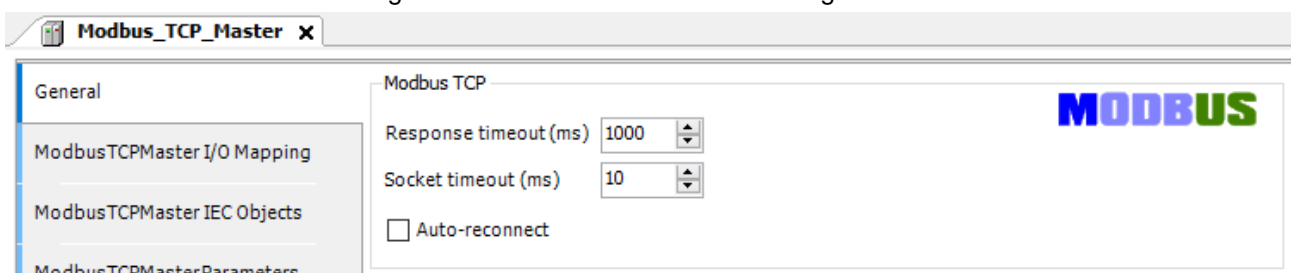 Modbus_TCP_Master x
General
Modbus TCP
MODBUS
Response timeout (ms) 1000
ModbusTCPMaster I/O Mapping
Socket timeout (ms) 10
ModbusTCPMaster IEC Objects
Auto-reconnect
ModbusTCPMasterParameters